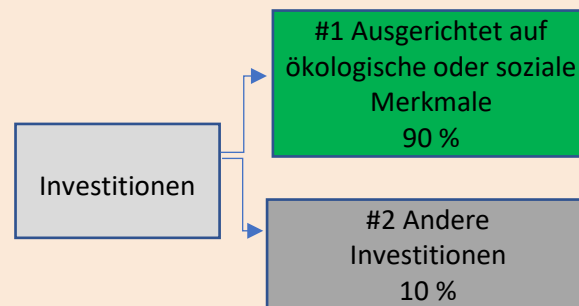 #1 Ausgerichtet auf
ökologische oder soziale
Merkmale
90 %
Investitionen
#2 Andere
Investitionen
10 %